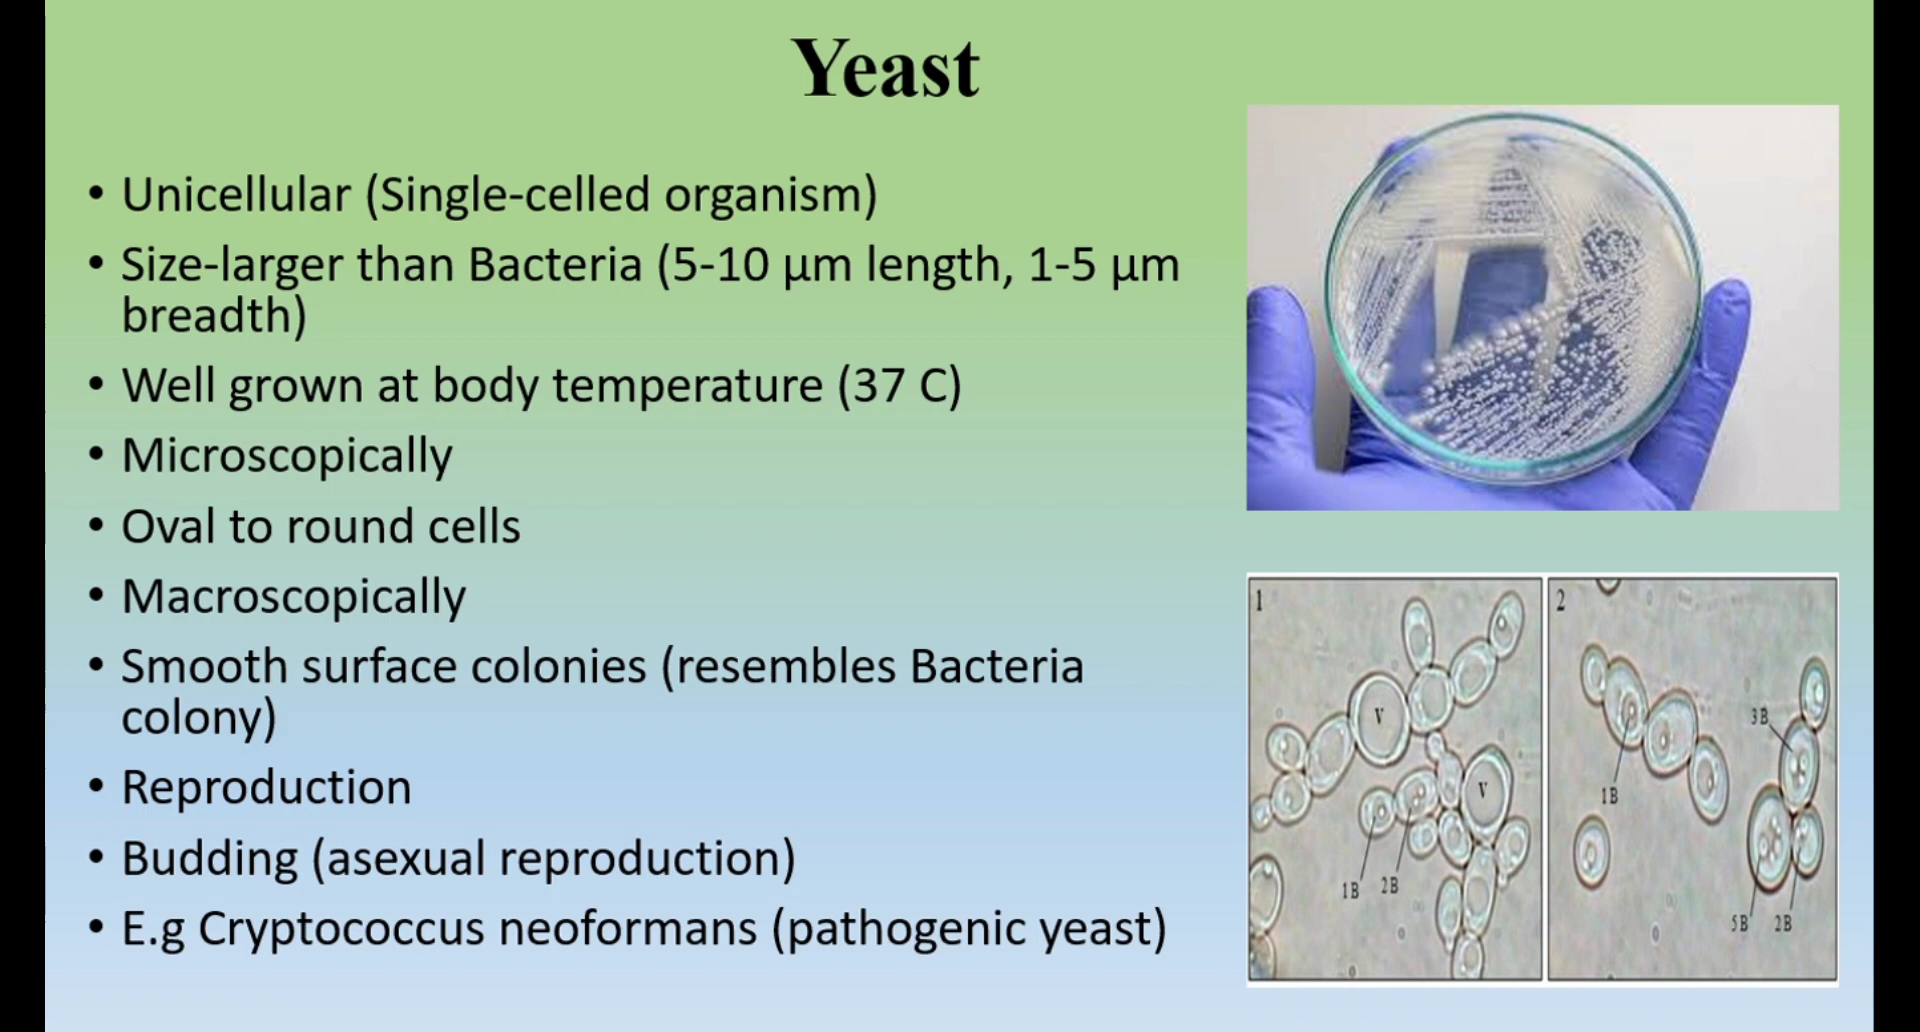 Yeast
• Unicellular (Single-celled organism)
• Size-larger than Bacteria (5-10 µm length, 1-5 µm
breadth)
• Well grown at body temperature (37 C)
• Microscopically
• Oval to round cells
• Macroscopically
• Smooth surface colonies (resembles Bacteria
colony)
• Reproduction
• Budding (asexual reproduction)
• E.g Cryptococcus neoformans (pathogenic yeast)
1
V
V
1B
2B
2
3B
1B
5B
2B